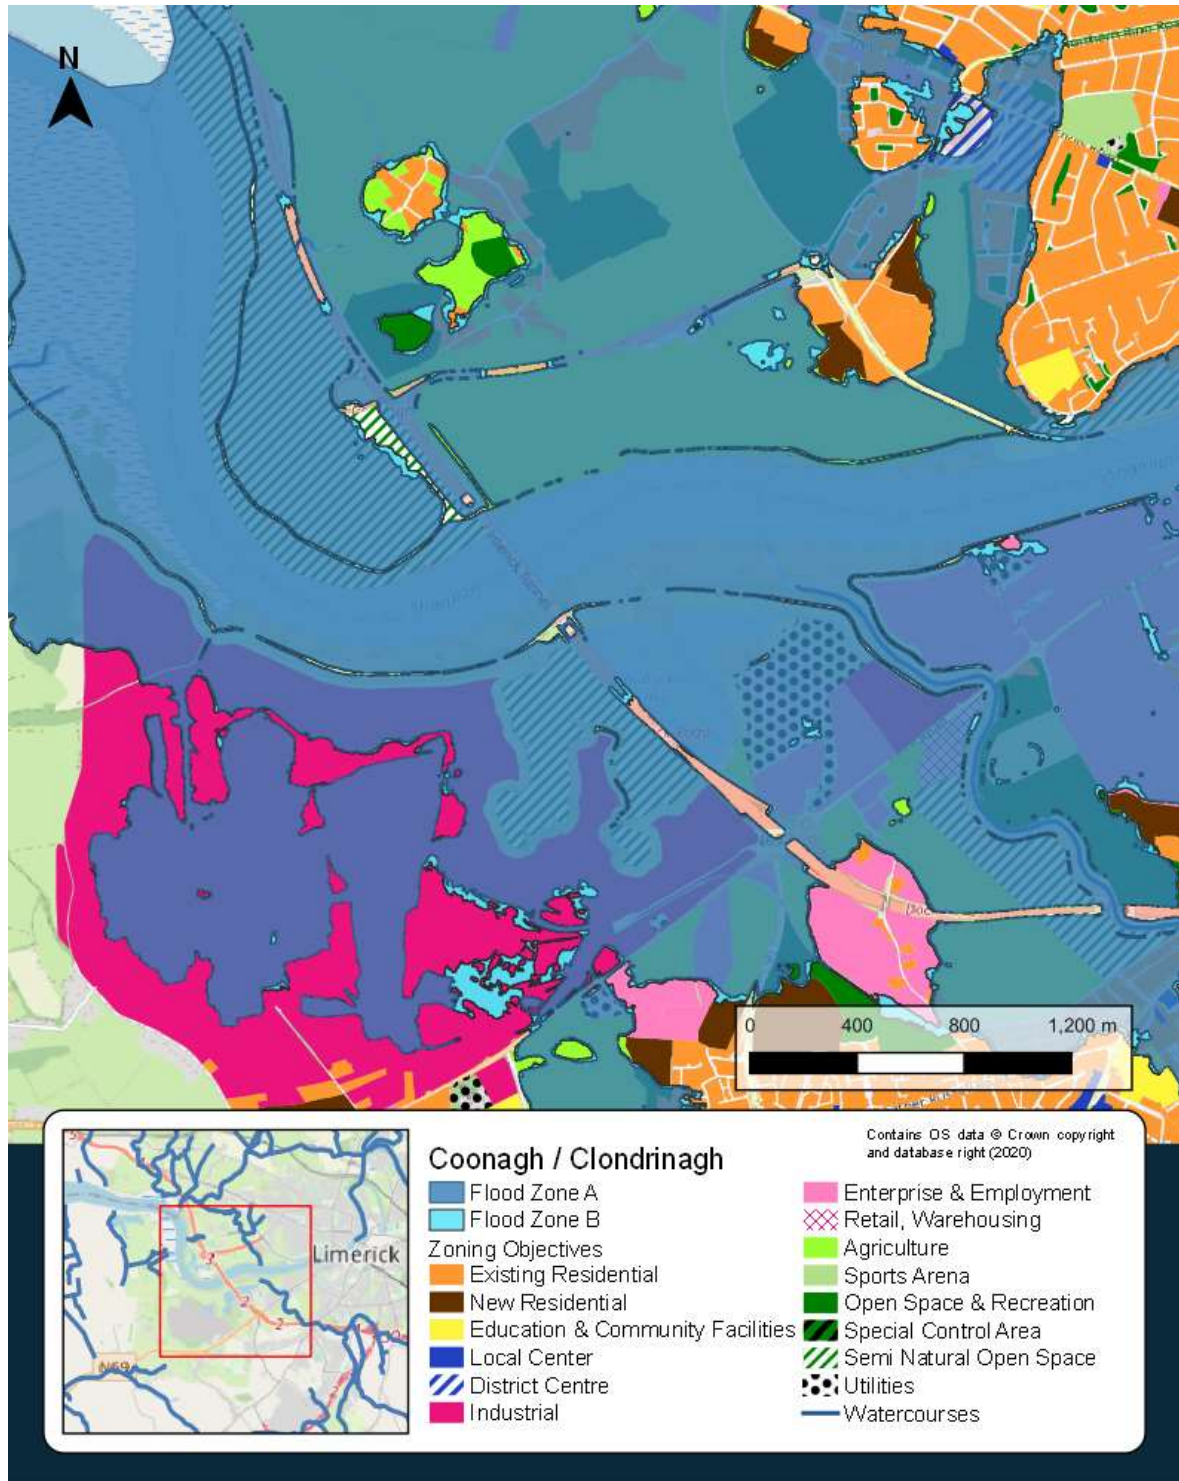 N
Shannon
0 400 800 1,200 m
Contains OS data © Crown copyright
and database right (2020)
Coonagh / Clondrinagh
Flood Zone A
Flood Zone B
Zoning Objectives
Existing Residential
New Residential
Education & Community Facilities
Local Center
District Centre
Industrial
Enterprise & Employment
Retail, Warehousing
Agriculture
Sports Arena
Open Space & Recreation
Special Control Area
Semi Natural Open Space
Utilities
Watercourses
Limerick
N69